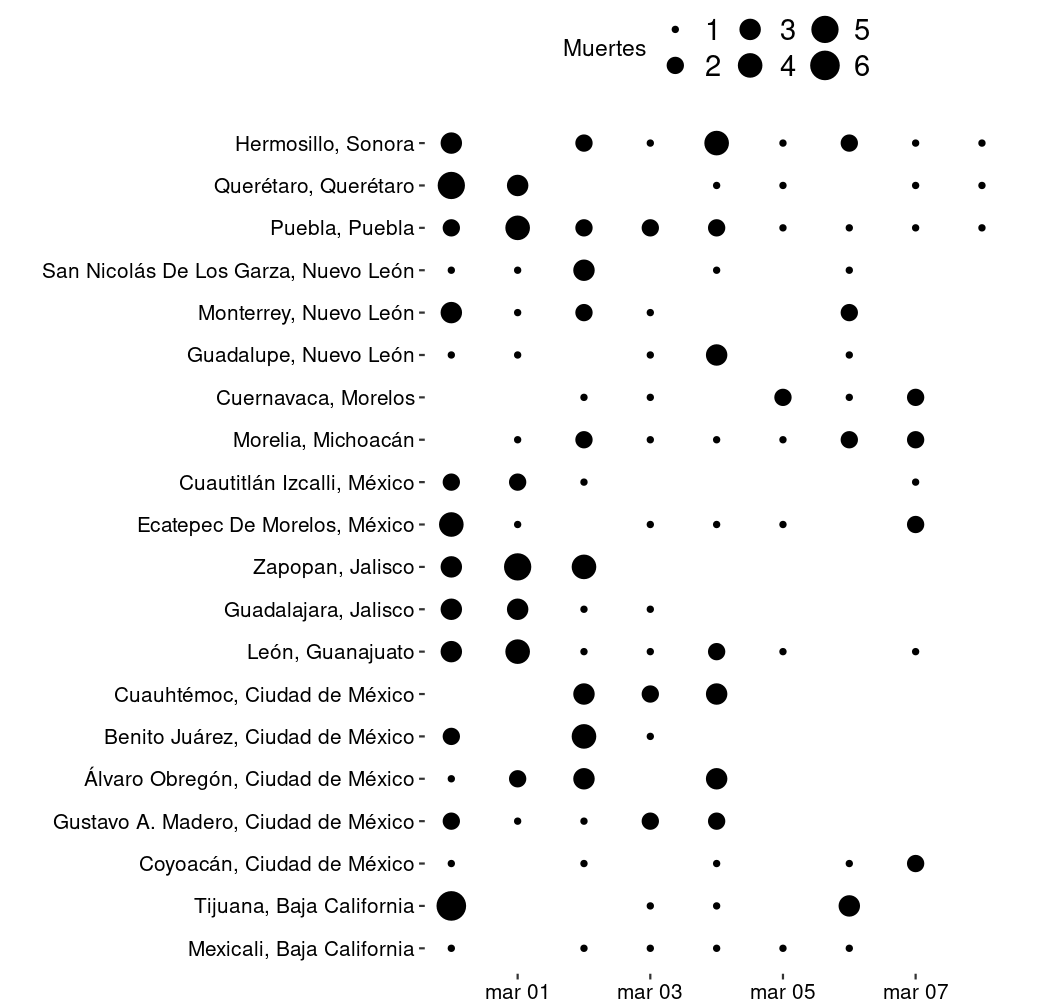 Muertes 1 3 5
2 4 6
Hermosillo, Sonora
Querétaro, Querétaro
Puebla, Puebla
San Nicolás De Los Garza, Nuevo León
Monterrey, Nuevo León
Guadalupe, Nuevo León
Cuernavaca, Morelos
Morelia, Michoacán
Cuautitlán Izcalli, México
Ecatepec De Morelos, México
Zapopan, Jalisco
Guadalajara, Jalisco
León, Guanajuato
Cuauhtémoc, Ciudad de México
Benito Juárez, Ciudad de México
Álvaro Obregón, Ciudad de México
Gustavo A. Madero, Ciudad de México
Coyoacán, Ciudad de México
Tijuana, Baja California
Mexicali, Baja California
mar 01 mar 03 mar 05 mar 07